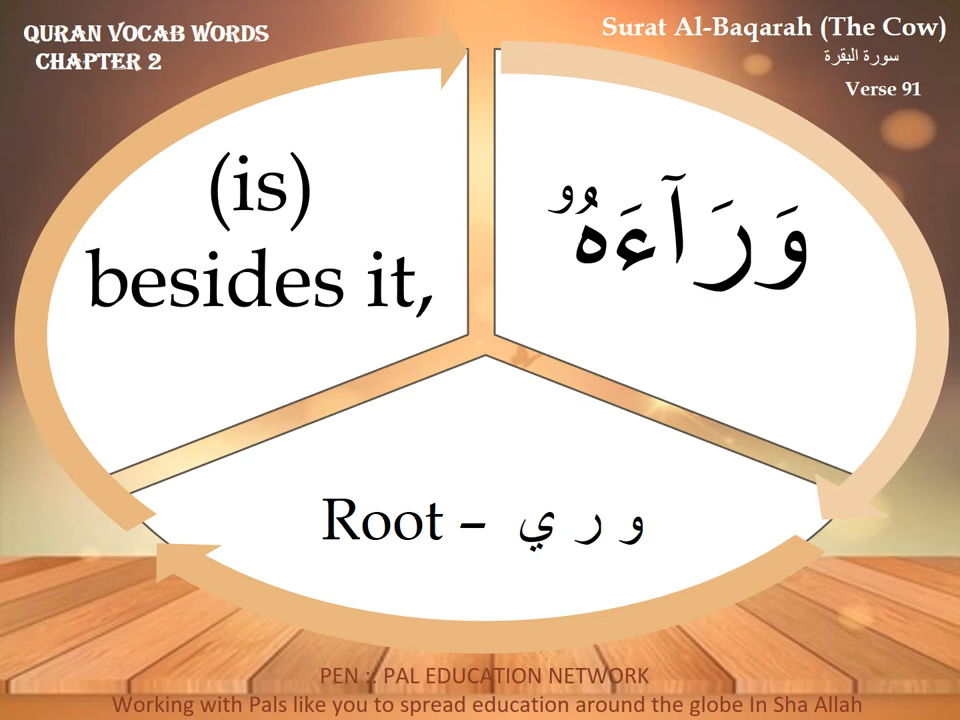 QURAN VOCAB WORDS
CHAPTER 2
Surat Al-Baqarah (The Cow)
سورة البقرة
Verse 91
(is)
besides it,
وَرَآءَهُۥ
Root – و ر ي
PEN :. PAL EDUCATION NETWORK
Working with Pals like you to spread education around the globe In Sha Allah